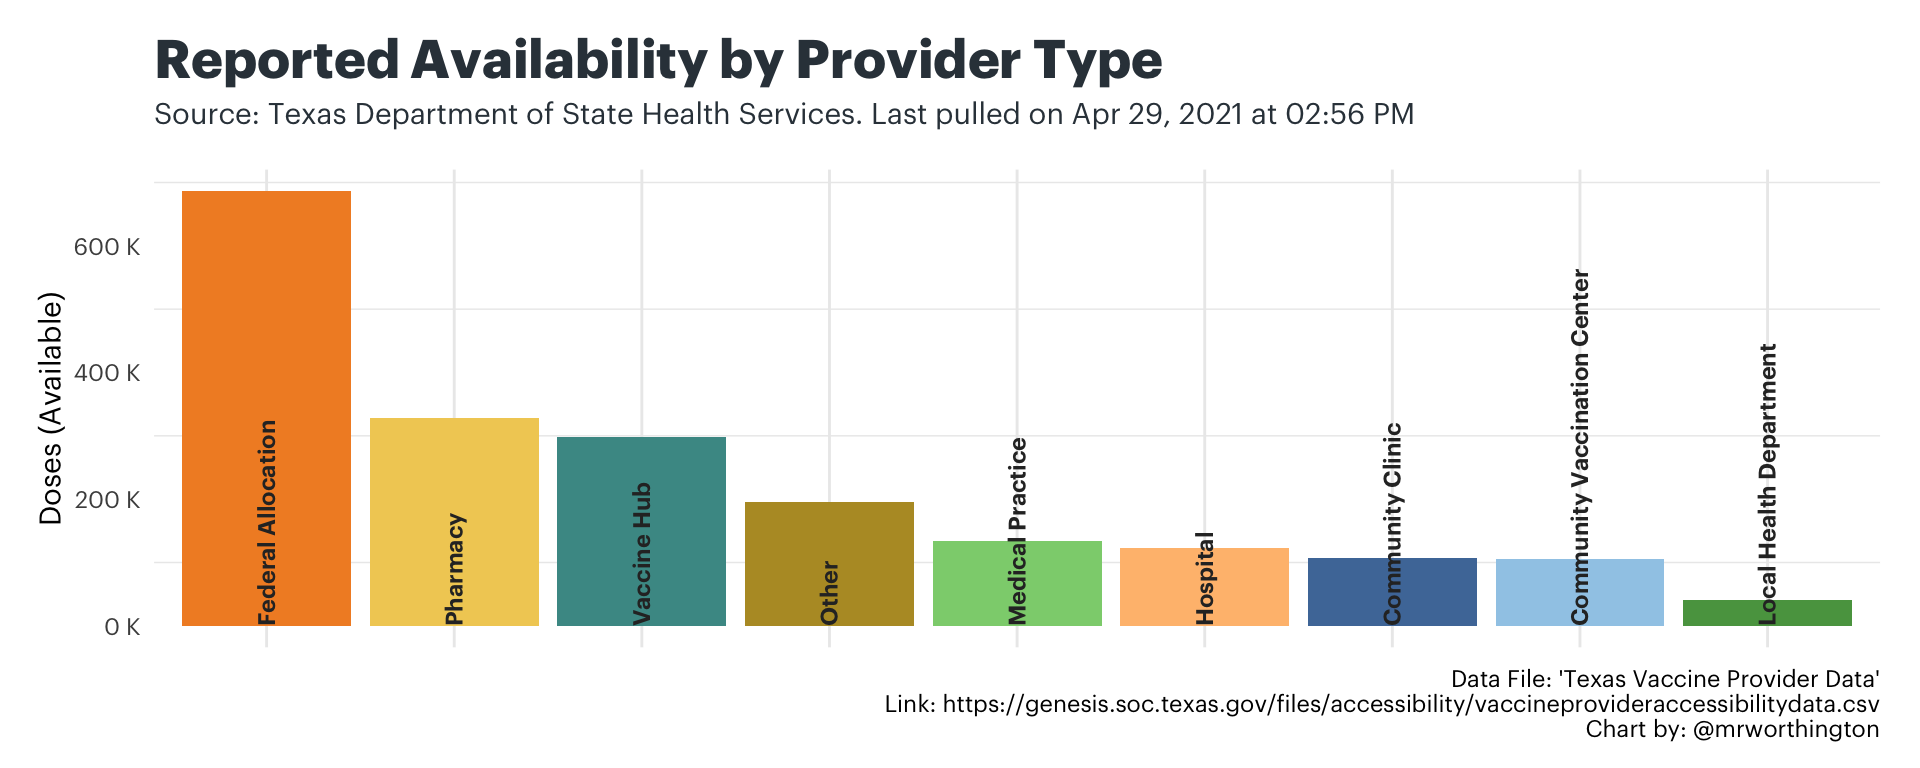 Reported Availability by Provider Type
Source: Texas Department of State Health Services. Last pulled on Apr 29, 2021 at 02:56 PM
Doses (Available)
600 K
400 K
200 K
0 K
Federal Allocation
Pharmacy
Vaccine Hub
Other
Medical Practice
Hospital
Community Clinic
Community Vaccination Center
Local Health Department
Data File: 'Texas Vaccine Provider Data'
Link: https://genesis.soc.texas.gov/files/accessibility/vaccineprovideraccessibilitydata.csv
Chart by: @mrworthington